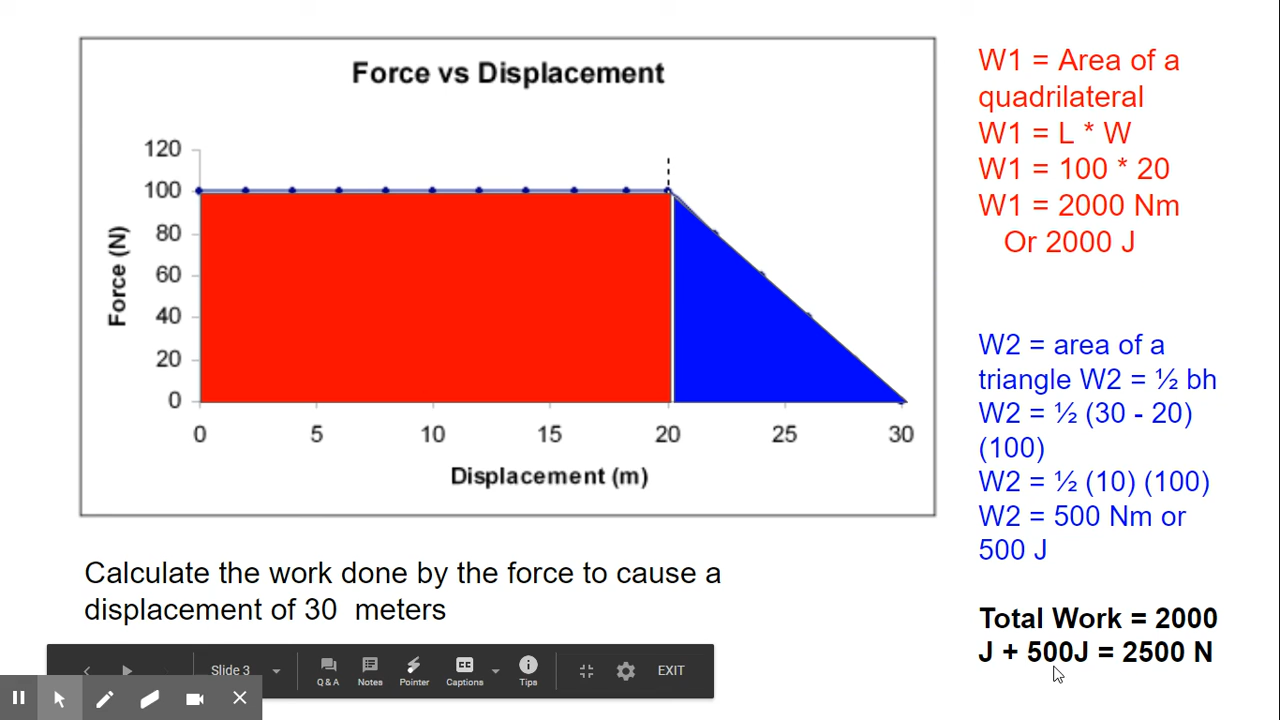 Force vs Displacement
120
100
80
60
40
20
0
Force (N)
0 5 10 15 20 25 30
Displacement (m)
W1 = Area of a
quadrilateral
W1 = L * W
W1 = 100 * 20
W1 = 2000 Nm
Or 2000 J
W2 = area of a
triangle W2 = ½ bh
W2 = ½ (30 - 20)
(100)
W2 = ½ (10) (100)
W2 = 500 Nm or
500 J
Total Work = 2000
J + 500J = 2500 N
Calculate the work done by the force to cause a
displacement of 30 meters
Slide 3
Q & A Notes Pointer Captions Tips
EXIT
CC